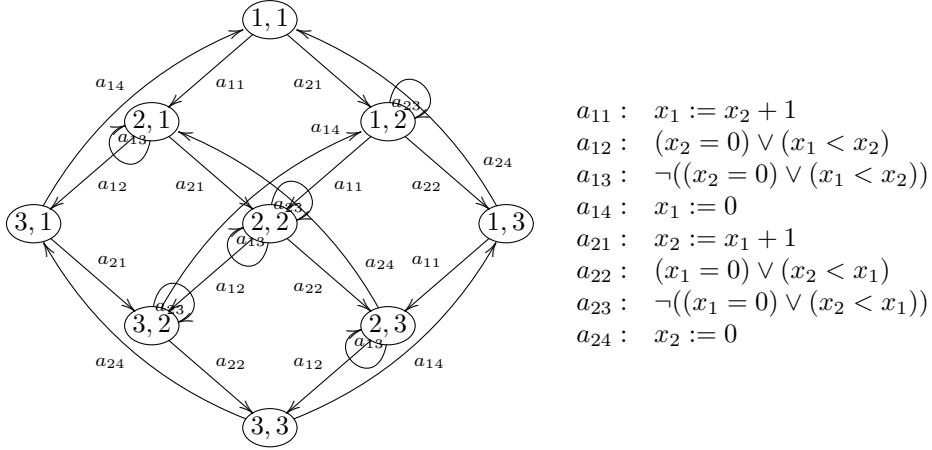 1, 1
a₁₄ a₁₁ a₂₁
a₂₃
2, 1 a₁₄ 1, 2
a₁₃
a₂₄
a₁₂ a₂₁ a₁₁ a₂₂
a₂₃
3, 1 2, 2 1, 3
a₁₃
a₂₁ a₂₄ a₁₁
a₁₂ a₂₂
a₂₃
3, 2 2, 3
a₁₃
a₂₄ a₂₂ a₁₂ a₁₄
3, 3
a₁₁ : x₁ := x₂ + 1
a₁₂ : (x₂ = 0) ∨ (x₁ < x₂)
a₁₃ : ¬((x₂ = 0) ∨ (x₁ < x₂))
a₁₄ : x₁ := 0
a₂₁ : x₂ := x₁ + 1
a₂₂ : (x₁ = 0) ∨ (x₂ < x₁)
a₂₃ : ¬((x₁ = 0) ∨ (x₂ < x₁))
a₂₄ : x₂ := 0